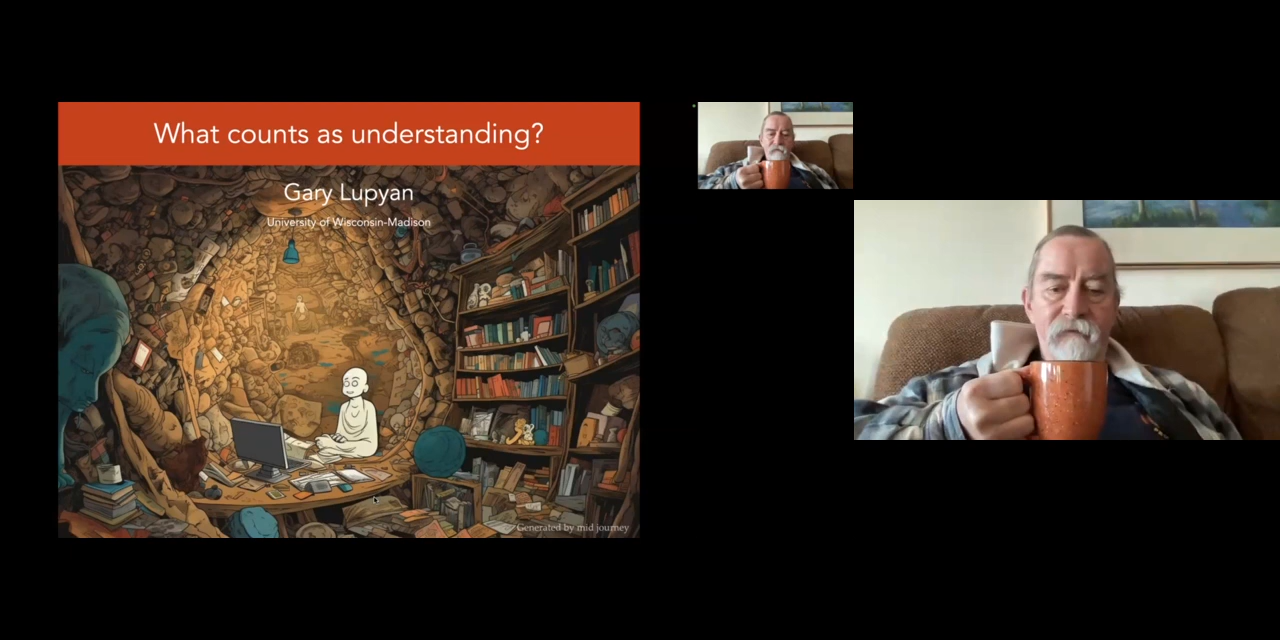 What counts as understanding?
Gary Lupyan
University of Wisconsin-Madison
Generated by mid journey